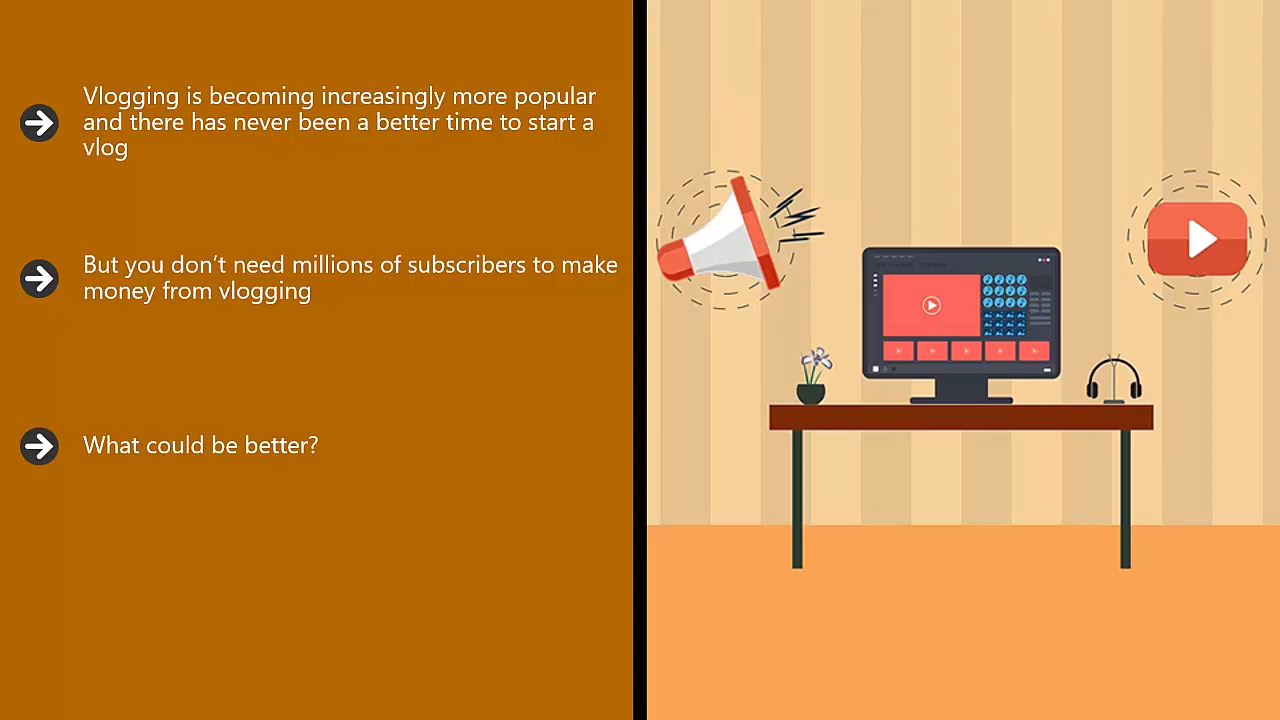 Vlogging is becoming increasingly more popular
and there has never been a better time to start a
vlog
But you don’t need millions of subscribers to make
money from vlogging
What could be better?